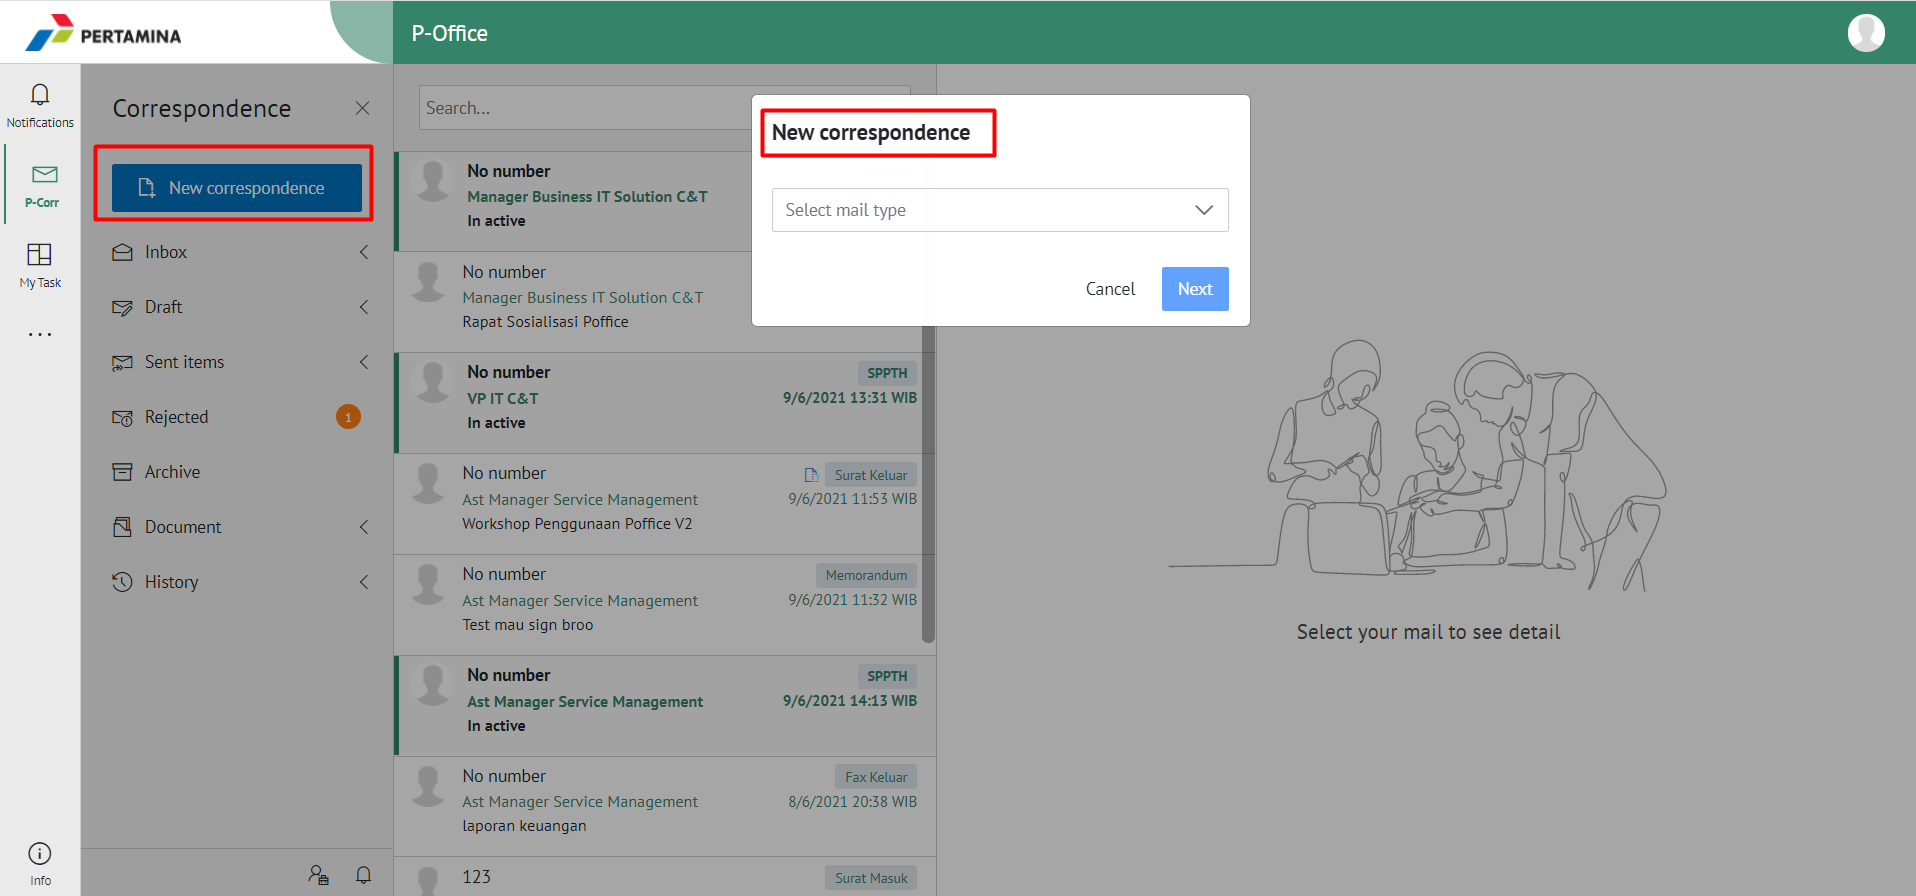 PERTAMINA
P-Office
Notifications
P-Corr
My Task
...
Info
Correspondence
New correspondence
Inbox
Draft
Sent items
Rejected
1
Archive
Document
History
Search...
No number
Manager Business IT Solution C&T
In active
No number
Manager Business IT Solution C&T
Rapat Sosialisasi Poffice
No number
SPPTH
VP IT C&T
9/6/2021 13:31 WIB
In active
No number
Surat Keluar
Ast Manager Service Management
9/6/2021 11:53 WIB
Workshop Penggunaan Poffice V2
No number
Memorandum
Ast Manager Service Management
9/6/2021 11:32 WIB
Test mau sign broo
No number
SPPTH
Ast Manager Service Management
9/6/2021 14:13 WIB
In active
No number
Fax Keluar
Ast Manager Service Management
8/6/2021 20:38 WIB
laporan keuangan
123
Surat Masuk
New correspondence
Select mail type
Cancel
Next
Select your mail to see detail